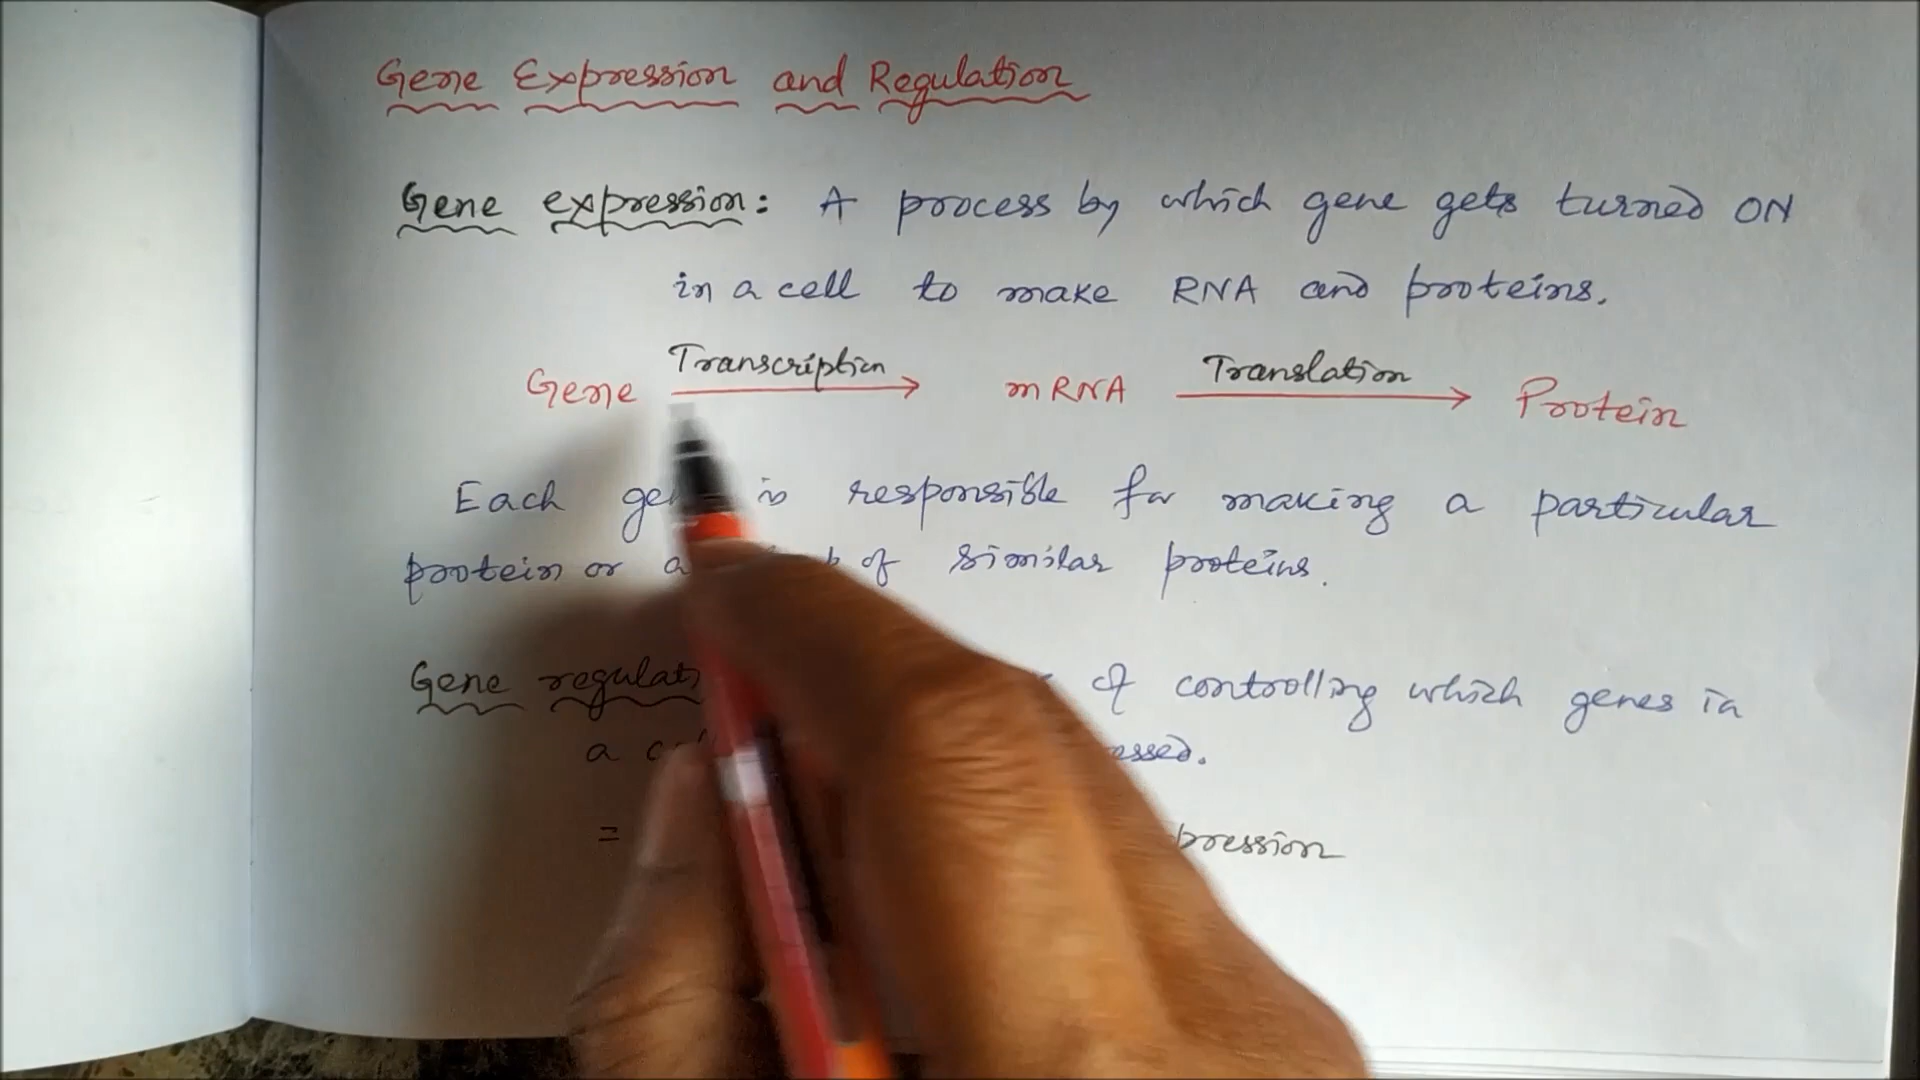 Gene Expression and Regulation
Gene expression: A process by which gene gets turned ON
in a cell to make RNA and proteins.
Gene Transcription mRNA Translation Protein
Each is responsible for making a particular
protein or a of similar proteins.
Gene of controlling which genes in
a
=